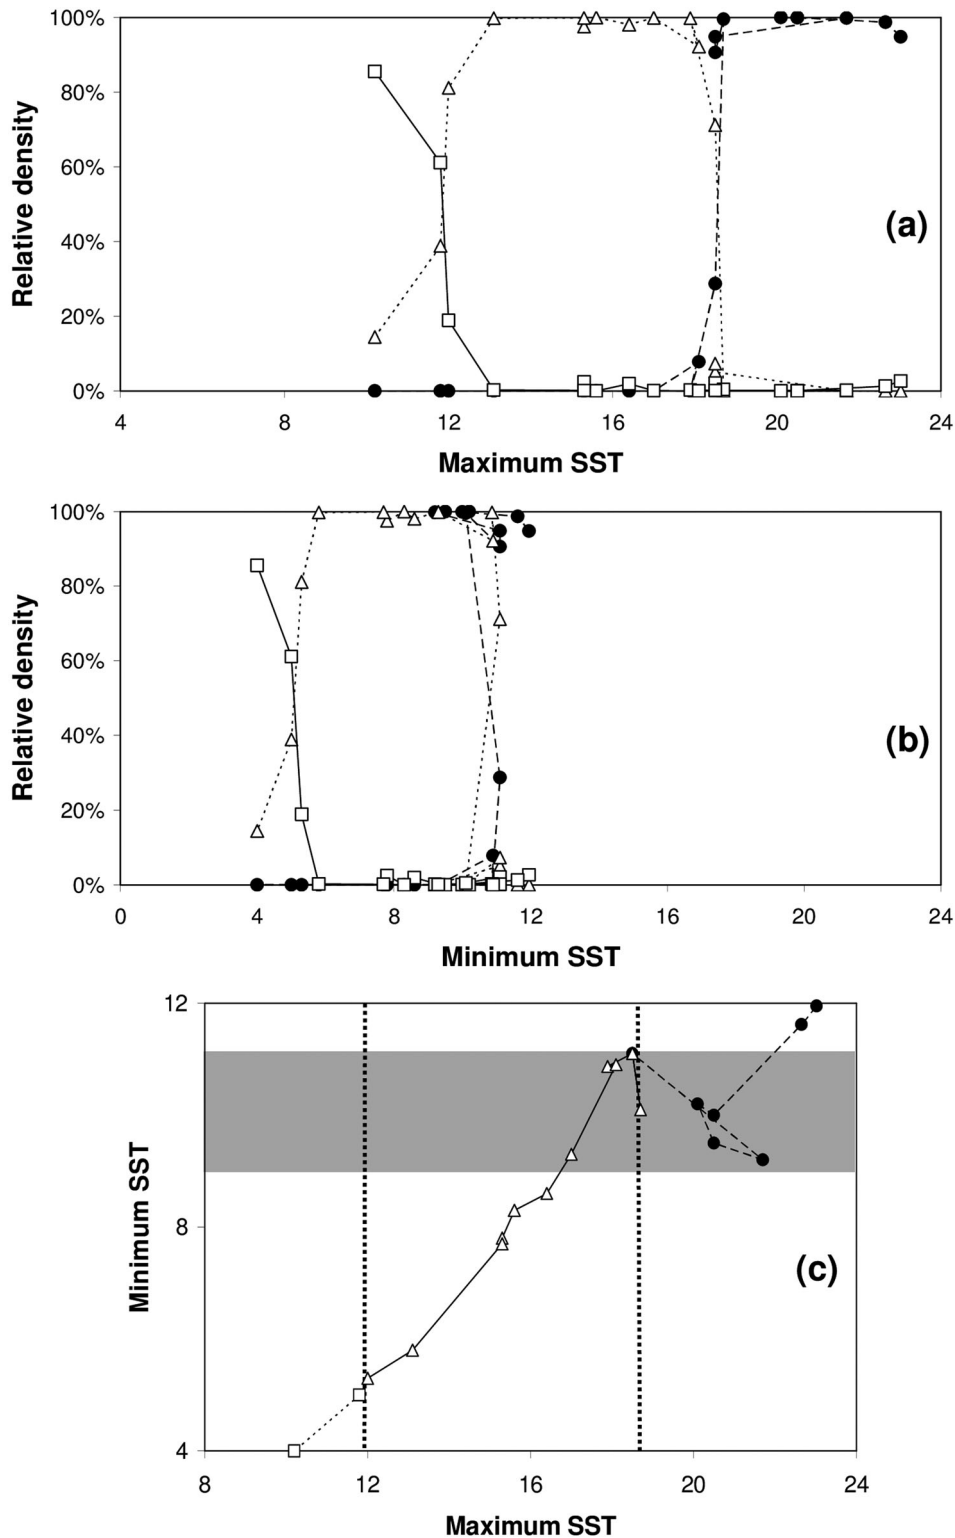 100%
80%
60%
40%
20%
0%
Relative density
(a)
4 8 12 16 20 24
Maximum SST
100%
80%
60%
40%
20%
0%
Relative density
(b)
0 4 8 12 16 20 24
Minimum SST
12
8
4
Minimum SST
(c)
8 12 16 20 24
Maximum SST